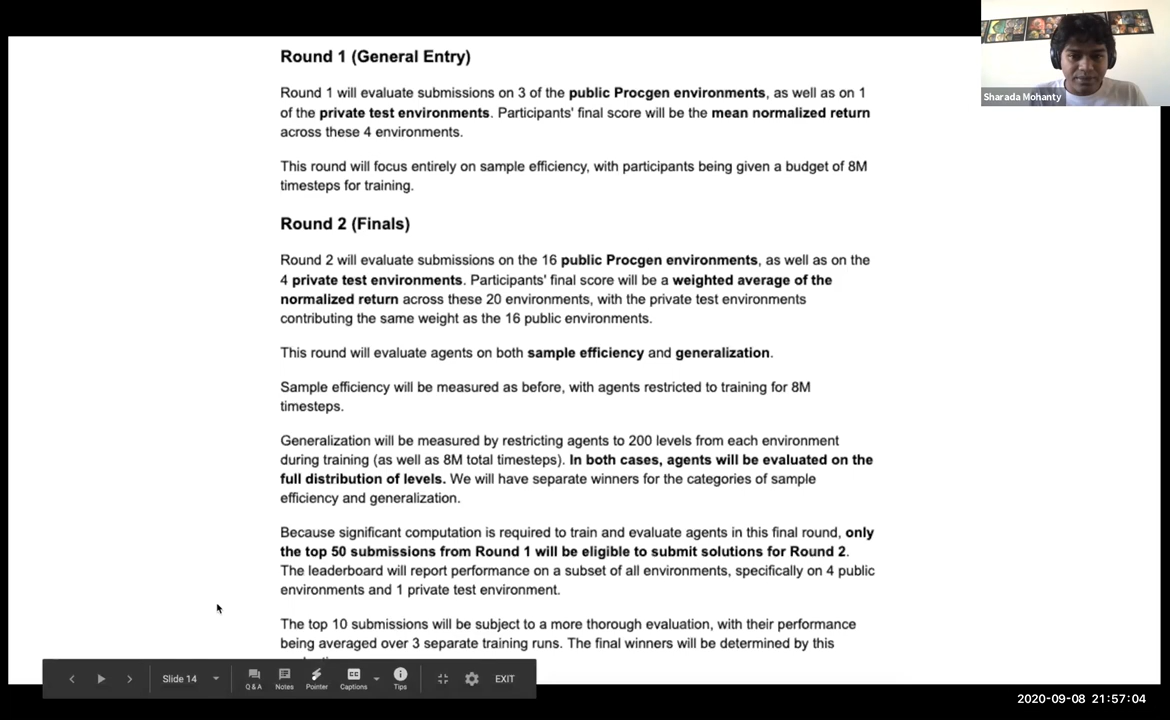 Round 1 (General Entry)
Round 1 will evaluate submissions on 3 of the public Procgen environments, as well as on 1
of the private test environments. Participants' final score will be the mean normalized return
across these 4 environments.
This round will focus entirely on sample efficiency, with participants being given a budget of 8M
timesteps for training.
Round 2 (Finals)
Round 2 will evaluate submissions on the 16 public Procgen environments, as well as on the
4 private test environments. Participants' final score will be a weighted average of the
normalized return across these 20 environments, with the private test environments
contributing the same weight as the 16 public environments.
This round will evaluate agents on both sample efficiency and generalization.
Sample efficiency will be measured as before, with agents restricted to training for 8M
timesteps.
Generalization will be measured by restricting agents to 200 levels from each environment
during training (as well as 8M total timesteps). In both cases, agents will be evaluated on the
full distribution of levels. We will have separate winners for the categories of sample
efficiency and generalization.
Because significant computation is required to train and evaluate agents in this final round, only
the top 50 submissions from Round 1 will be eligible to submit solutions for Round 2.
The leaderboard will report performance on a subset of all environments, specifically on 4 public
environments and 1 private test environment.
The top 10 submissions will be subject to a more thorough evaluation, with their performance
being averaged over 3 separate training runs. The final winners will be determined by this
Sharada Mohanty
Slide 14
Q & A
Notes
Pointer
CC
Captions
Tips
EXIT
2020-09-08 21:57:04